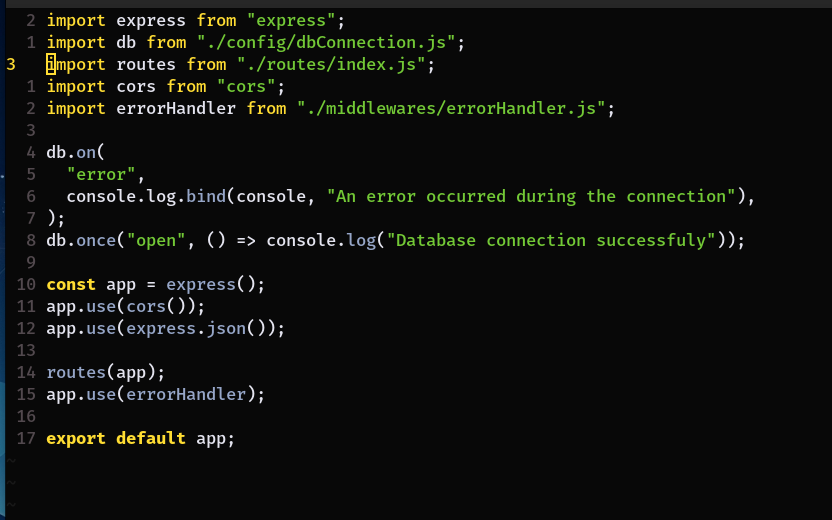 2 import express from "express";
1 import db from "./config/dbConnection.js";
3 import routes from "./routes/index.js";
1 import cors from "cors";
2 import errorHandler from "./middlewares/errorHandler.js";
3
4 db.on(
5   "error",
6   console.log.bind(console, "An error occurred during the connection"),
7 );
8 db.once("open", () => console.log("Database connection successfuly"));
9
10 const app = express();
11 app.use(cors());
12 app.use(express.json());
13
14 routes(app);
15 app.use(errorHandler);
16
17 export default app;
~
~
~